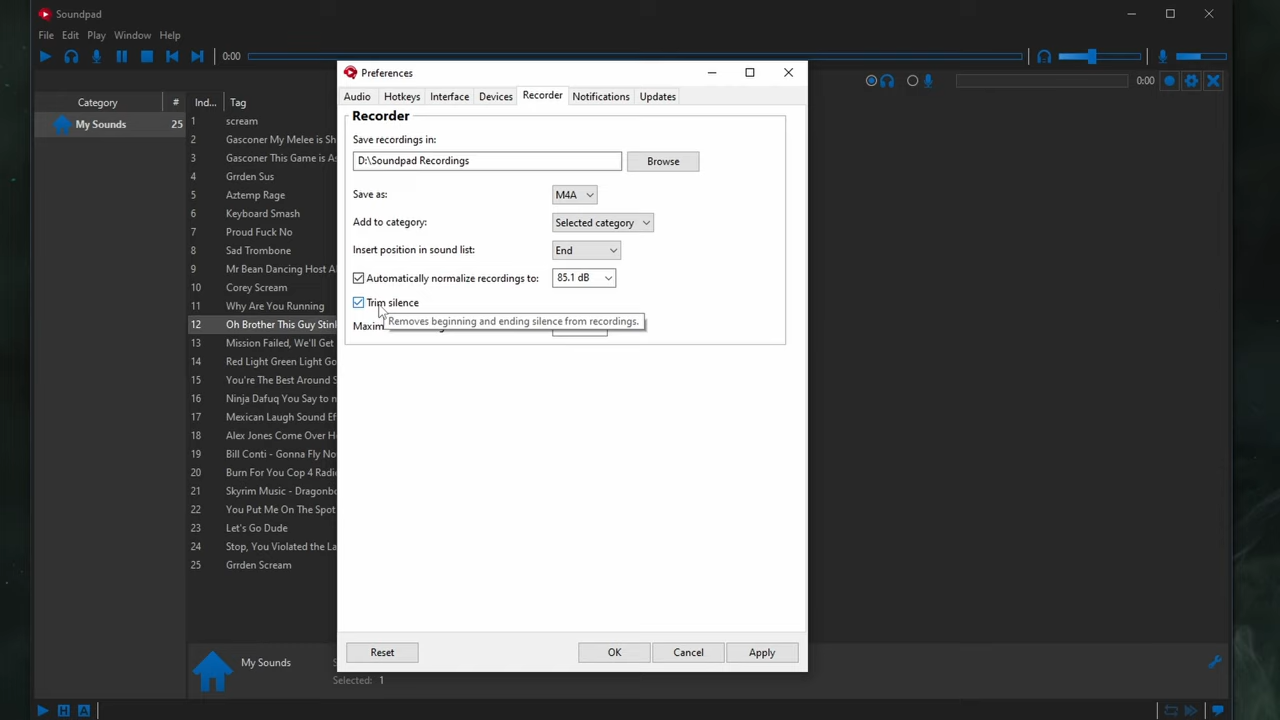 Soundpad
File Edit Play Window Help
0:00
0:00
Category #
My Sounds 25
Ind... Tag
1 scream
2 Gasconer My Melee is Sh
3 Gasconer This Game is As
4 Grrden Sus
5 Aztemp Rage
6 Keyboard Smash
7 Proud Fuck No
8 Sad Trombone
9 Mr Bean Dancing Host A
10 Corey Scream
11 Why Are You Running
12 Oh Brother This Guy Stink
13 Mission Failed, We'll Get
14 Red Light Green Light Go
15 You're The Best Around S
16 Ninja Dafuq You Say to n
17 Mexican Laugh Sound Ef
18 Alex Jones Come Over H
19 Bill Conti - Gonna Fly No
20 Burn For You Cop 4 Radi
21 Skyrim Music - Dragonbo
22 You Put Me On The Spot
23 Let's Go Dude
24 Stop, You Violated the La
25 Grrden Scream
Preferences
Audio Hotkeys Interface Devices Recorder Notifications Updates
Recorder
Save recordings in:
D:\Soundpad Recordings Browse
Save as: M4A
Add to category: Selected category
Insert position in sound list: End
Automatically normalize recordings to: 85.1 dB
Trim silence
Removes beginning and ending silence from recordings.
Maxim
Reset OK Cancel Apply
My Sounds
Selected: 1
H A